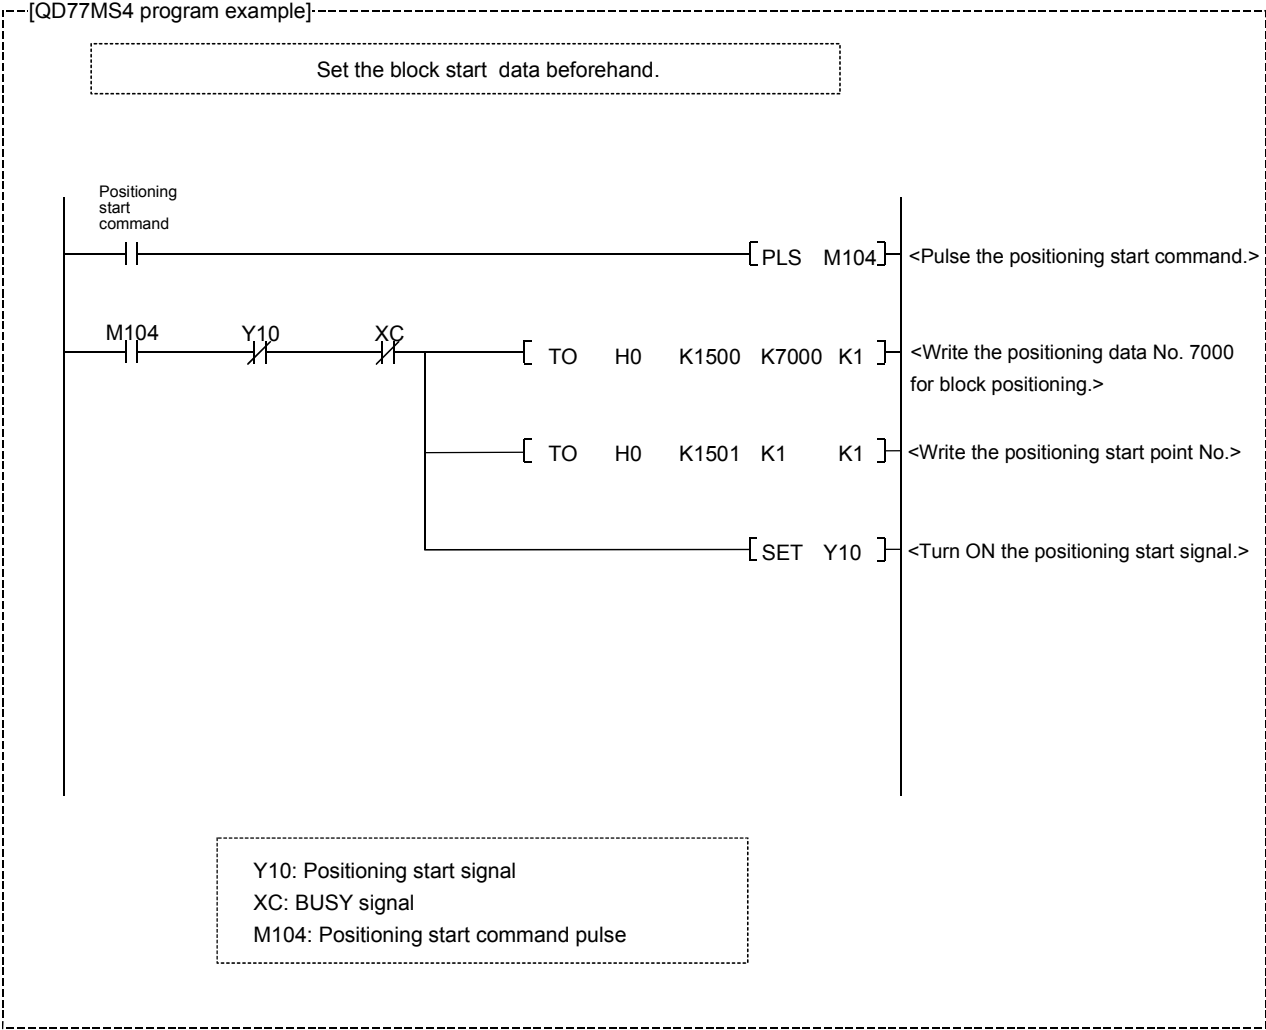 [QD77MS4 program example]
Set the block start data beforehand.
Positioning
start
command
PLS M104 <Pulse the positioning start command.>
M104 Y10 XC
TO H0 K1500 K7000 K1 <Write the positioning data No. 7000
for block positioning.>
TO H0 K1501 K1 K1 <Write the positioning start point No.>
SET Y10 <Turn ON the positioning start signal.>
Y10: Positioning start signal
XC: BUSY signal
M104: Positioning start command pulse